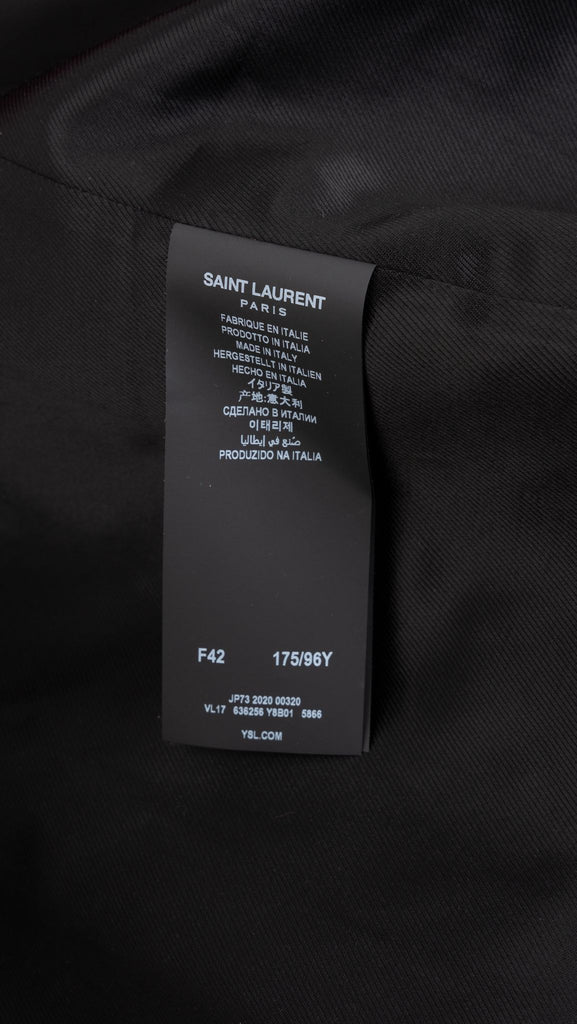 SAINT LAURENT
PARIS
FABRIQUE EN ITALIE
PRODOTTO IN ITALIA
MADE IN ITALY
HERGESTELLT IN ITALIEN
HECHO EN ITALIA
イタリア製
产地:意大利
СДЕЛАНО В ИТАЛИИ
이태리제
صُنع في إيطاليا
PRODUZIDO NA ITALIA
F42 175/96Y
JP73 2020 00320
VL17 636256 Y8B01 5866
YSL.COM